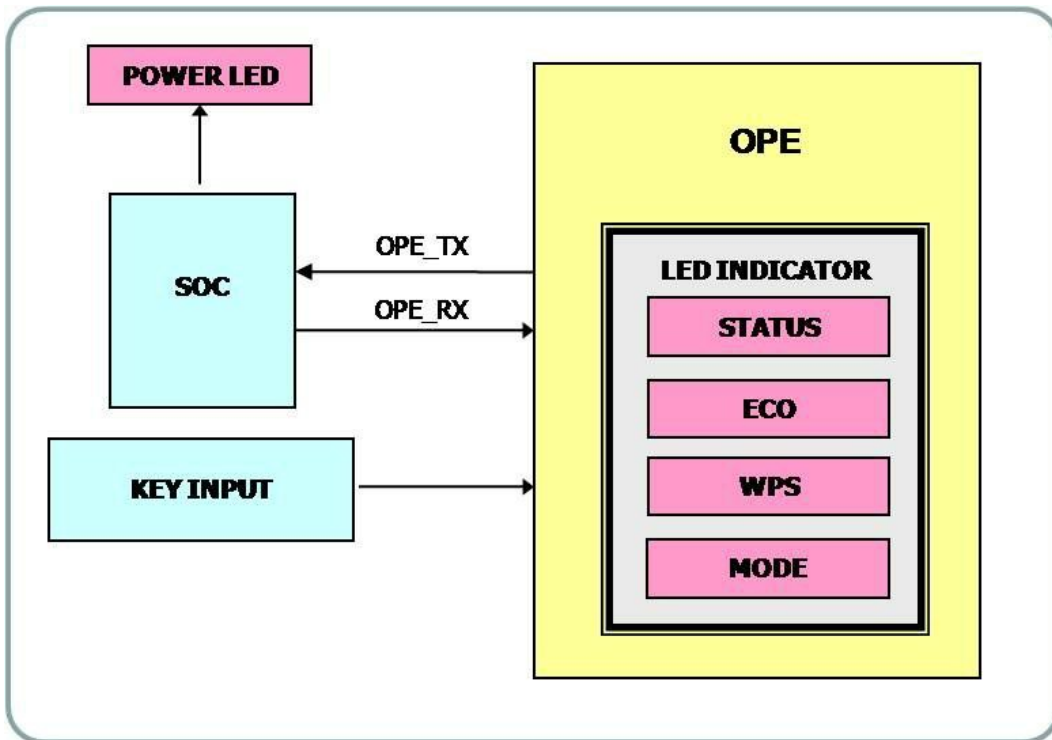 POWER LED
OPE
SOC
OPE_TX
OPE_RX
KEY INPUT
LED INDICATOR
STATUS
ECO
WPS
MODE